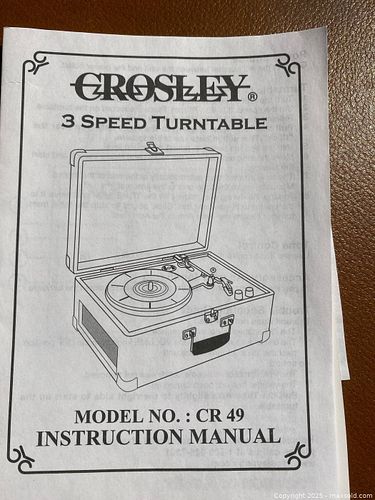 CROSLEY®
3 SPEED TURNTABLE
MODEL NO. : CR 49
INSTRUCTION MANUAL
Copyright 2025 - maxsold.com